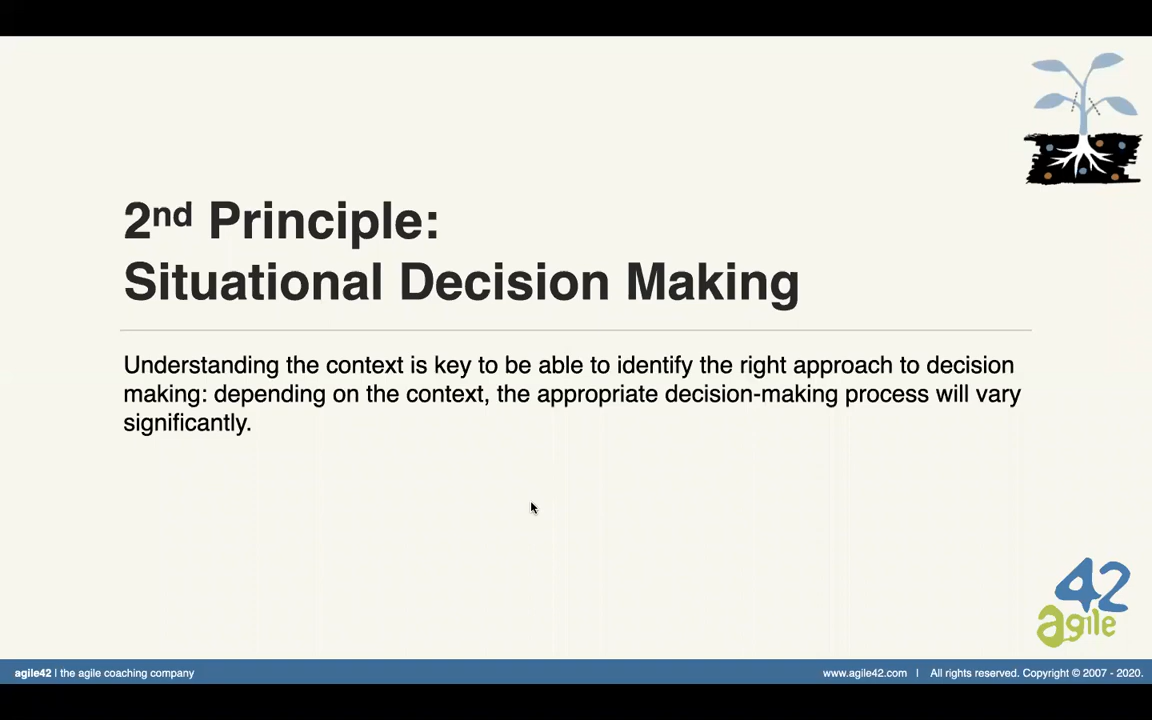 2nd Principle:
Situational Decision Making
Understanding the context is key to be able to identify the right approach to decision
making: depending on the context, the appropriate decision-making process will vary
significantly.
42
agile
agile42 | the agile coaching company
www.agile42.com | All rights reserved. Copyright © 2007 - 2020.